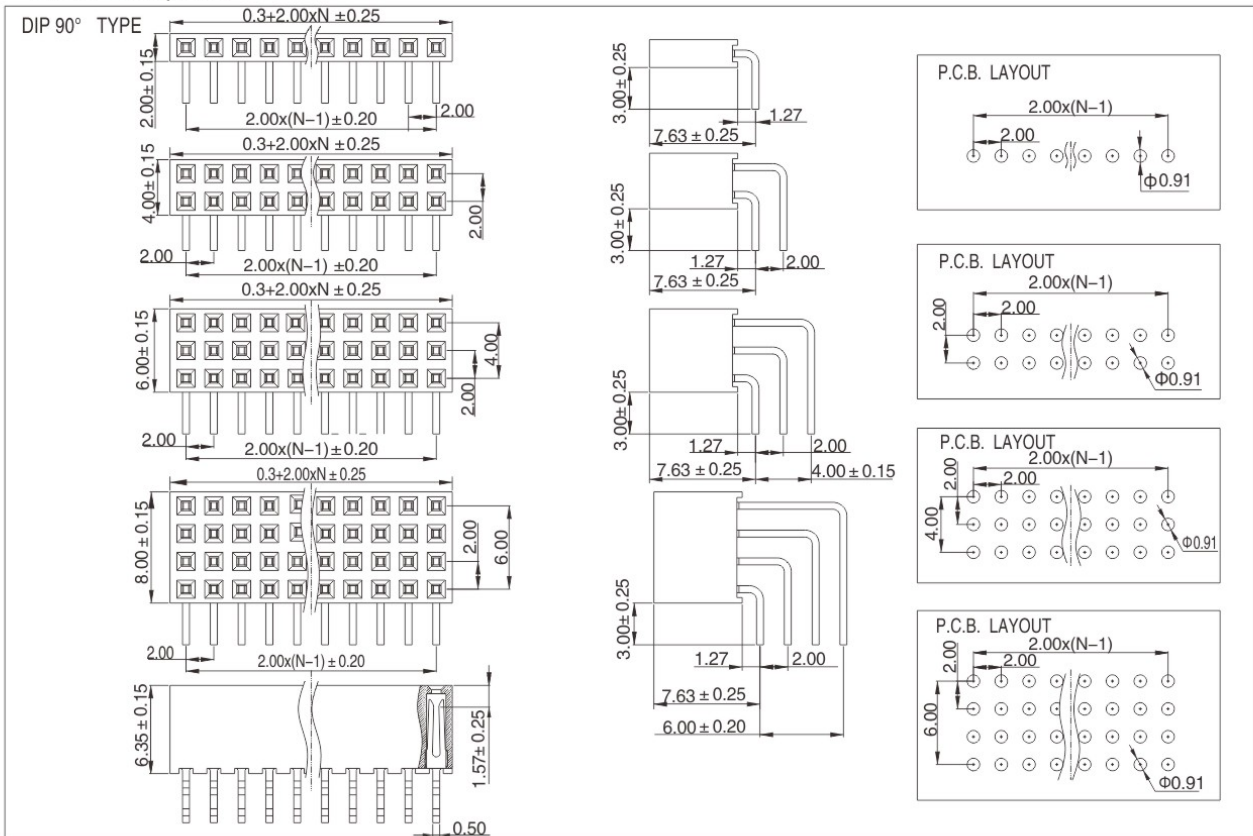 DIP 90° TYPE
0.3+2.00xN ±0.25
2.00±0.15
2.00x(N−1)±0.20
2.00
0.3+2.00xN ±0.25
4.00±0.15
2.00
2.00
2.00x(N−1) ±0.20
0.3+2.00xN ±0.25
6.00±0.15
4.00
2.00
2.00
2.00x(N−1)±0.20
0.3+2.00xN±0.25
8.00±0.15
2.00
6.00
2.00
2.00x(N−1)±0.20
6.35±0.15
1.57±0.25
0.50
3.00±0.25
1.27
7.63±0.25
3.00±0.25
1.27
2.00
7.63±0.25
3.00±0.25
1.27
2.00
7.63±0.25
4.00±0.15
3.00±0.25
1.27
2.00
7.63±0.25
6.00±0.20
P.C.B. LAYOUT
2.00x(N−1)
2.00
Φ0.91
P.C.B. LAYOUT
2.00x(N−1)
2.00
2.00
Φ0.91
P.C.B. LAYOUT
2.00x(N−1)
2.00
2.00
4.00
Φ0.91
P.C.B. LAYOUT
2.00x(N−1)
2.00
2.00
6.00
Φ0.91